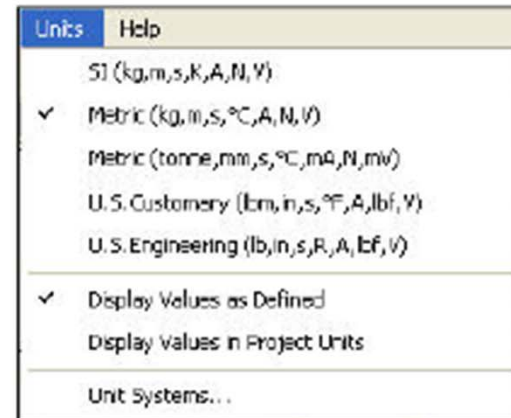 Units Help
SI (kg,m,s,K,A,N,V)
Metric (kg,m,s,°C,A,N,V)
Metric (tonne,mm,s,°C,mA,N,mV)
U.S. Customary (lbm,in,s,°F,A,lbf,V)
U.S. Engineering (lb,in,s,R,A,lbf,V)
Display Values as Defined
Display Values in Project Units
Unit Systems...